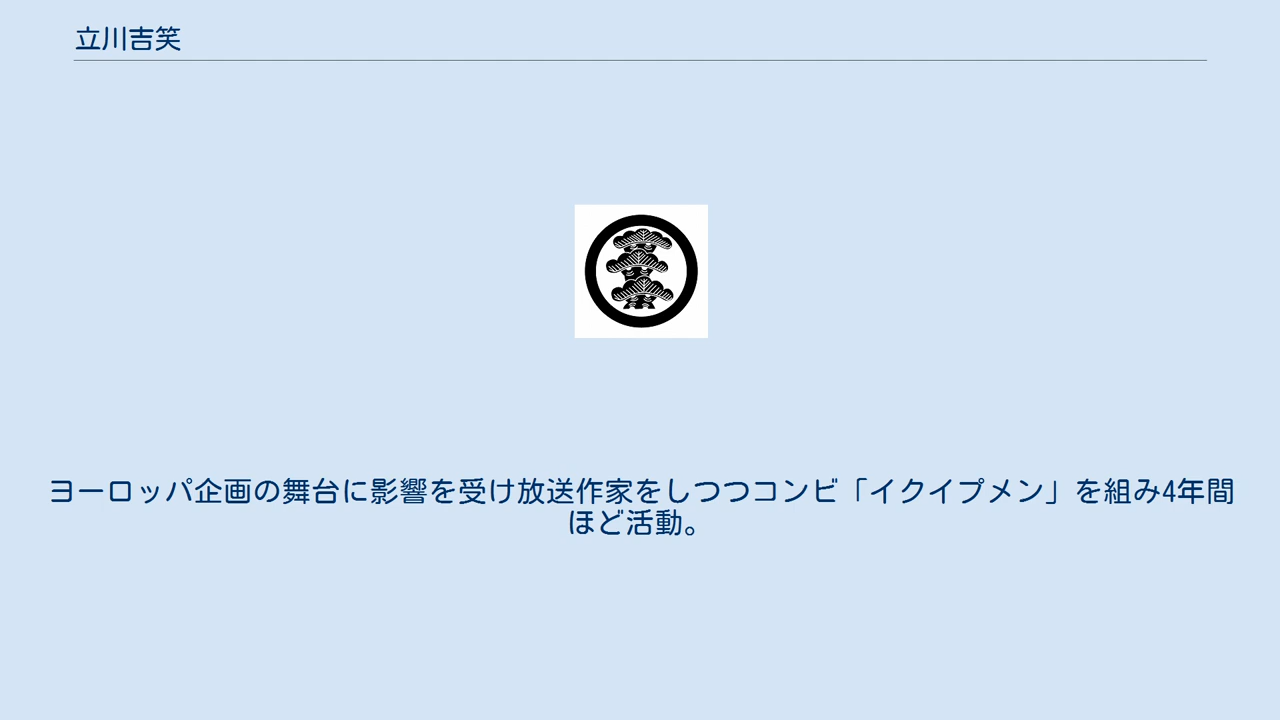 立川吉笑
ヨーロッパ企画の舞台に影響を受け放送作家をしつつコンビ「イクイプメン」を組み4年間
ほど活動。